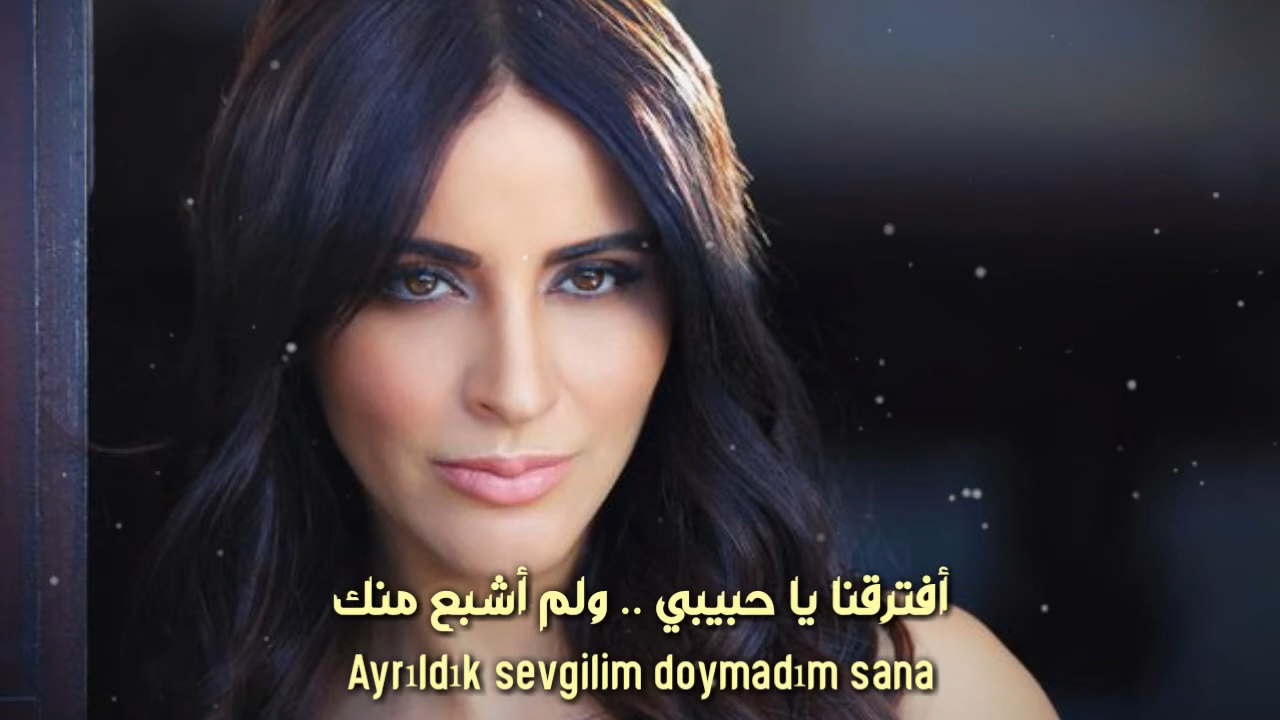 أفترقنا يا حبيبي .. ولم أشبع منك
Ayrıldık sevgilim doymadım sana